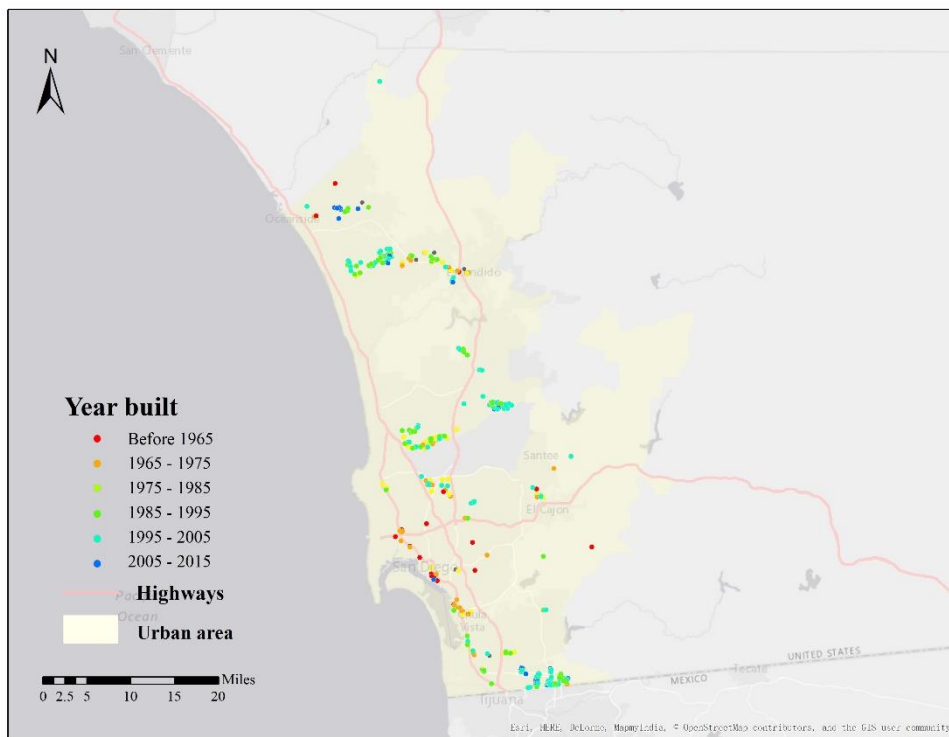 San Clemente
N
Oceanside
Escondido
Year built
Before 1965
1965 - 1975
1975 - 1985
1985 - 1995
1995 - 2005
2005 - 2015
Highways
Urban area
Ocean
Santee
El Cajon
San Diego
Vista
UNITED STATES
MEXICO
Tecate
Tijuana
0 2.5 5 10 15 20 Miles
Esri, HERE, DeLorme, MapmyIndia, © OpenStreetMap contributors, and the GIS user community